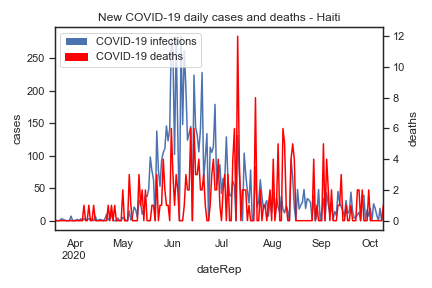 New COVID-19 daily cases and deaths - Haiti
COVID-19 infections
COVID-19 deaths
cases
250
200
150
100
50
0
deaths
12
10
8
6
4
2
0
Apr May Jun Jul Aug Sep Oct
2020
dateRep